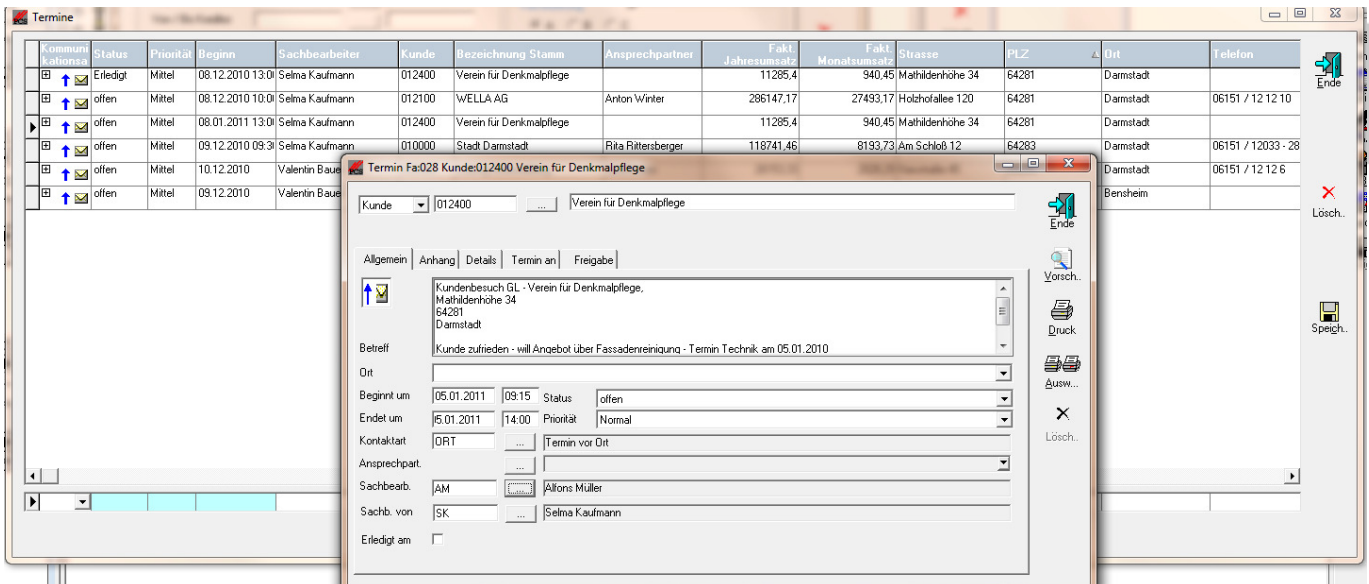 Termine
Kommuni kationsa Status Priorität Beginn Sachbearbeiter Kunde Bezeichnung Stamm Ansprechpartner Fakt. Jahresumsatz Fakt. Monatsumsatz Strasse PLZ Ort Telefon
Erledigt Mittel 08.12.2010 13:0 Selma Kaufmann 012400 Verein für Denkmalpflege 11285,4 940,45 Mathildenhöhe 34 64281 Darmstadt
offen Mittel 08.12.2010 10:0 Selma Kaufmann 012100 WELLA AG Anton Winter 286147,17 27493,17 Holzhofallee 120 64281 Darmstadt 06151 / 12 12 10
offen Mittel 08.01.2011 13:0 Selma Kaufmann 012400 Verein für Denkmalpflege 11285,4 940,45 Mathildenhöhe 34 64281 Darmstadt
offen Mittel 09.12.2010 09:3 Selma Kaufmann 010000 Stadt Darmstadt Rita Rittersberger 118741,46 8193,73 Am Schloß 12 64283 Darmstadt 06151 / 12033 - 28
offen Mittel 10.12.2010 Valentin Baue Darmstadt 06151 / 12 12 6
offen Mittel 09.12.2010 Valentin Baue Bensheim
Ende
Lösch..
Speich..
Termin Fa:028 Kunde:012400 Verein für Denkmalpflege
Kunde 012400 ... Verein für Denkmalpflege
Ende
Allgemein Anhang Details Termin an Freigabe
Vorsch..
Druck
Ausw...
Lösch..
Kundenbesuch GL - Verein für Denkmalpflege,
Mathildenhöhe 34
64281
Darmstadt
Betreff Kunde zufrieden - will Angebot über Fassadenreinigung - Termin Technik am 05.01.2010
Ort
Beginnt um 05.01.2011 09:15 Status offen
Endet um 5.01.2011 14:00 Priorität Normal
Kontaktart ORT ... Termin vor Ort
Ansprechpart. ...
Sachbearb. AM ... Alfons Müller
Sachb. von SK ... Selma Kaufmann
Erledigt am